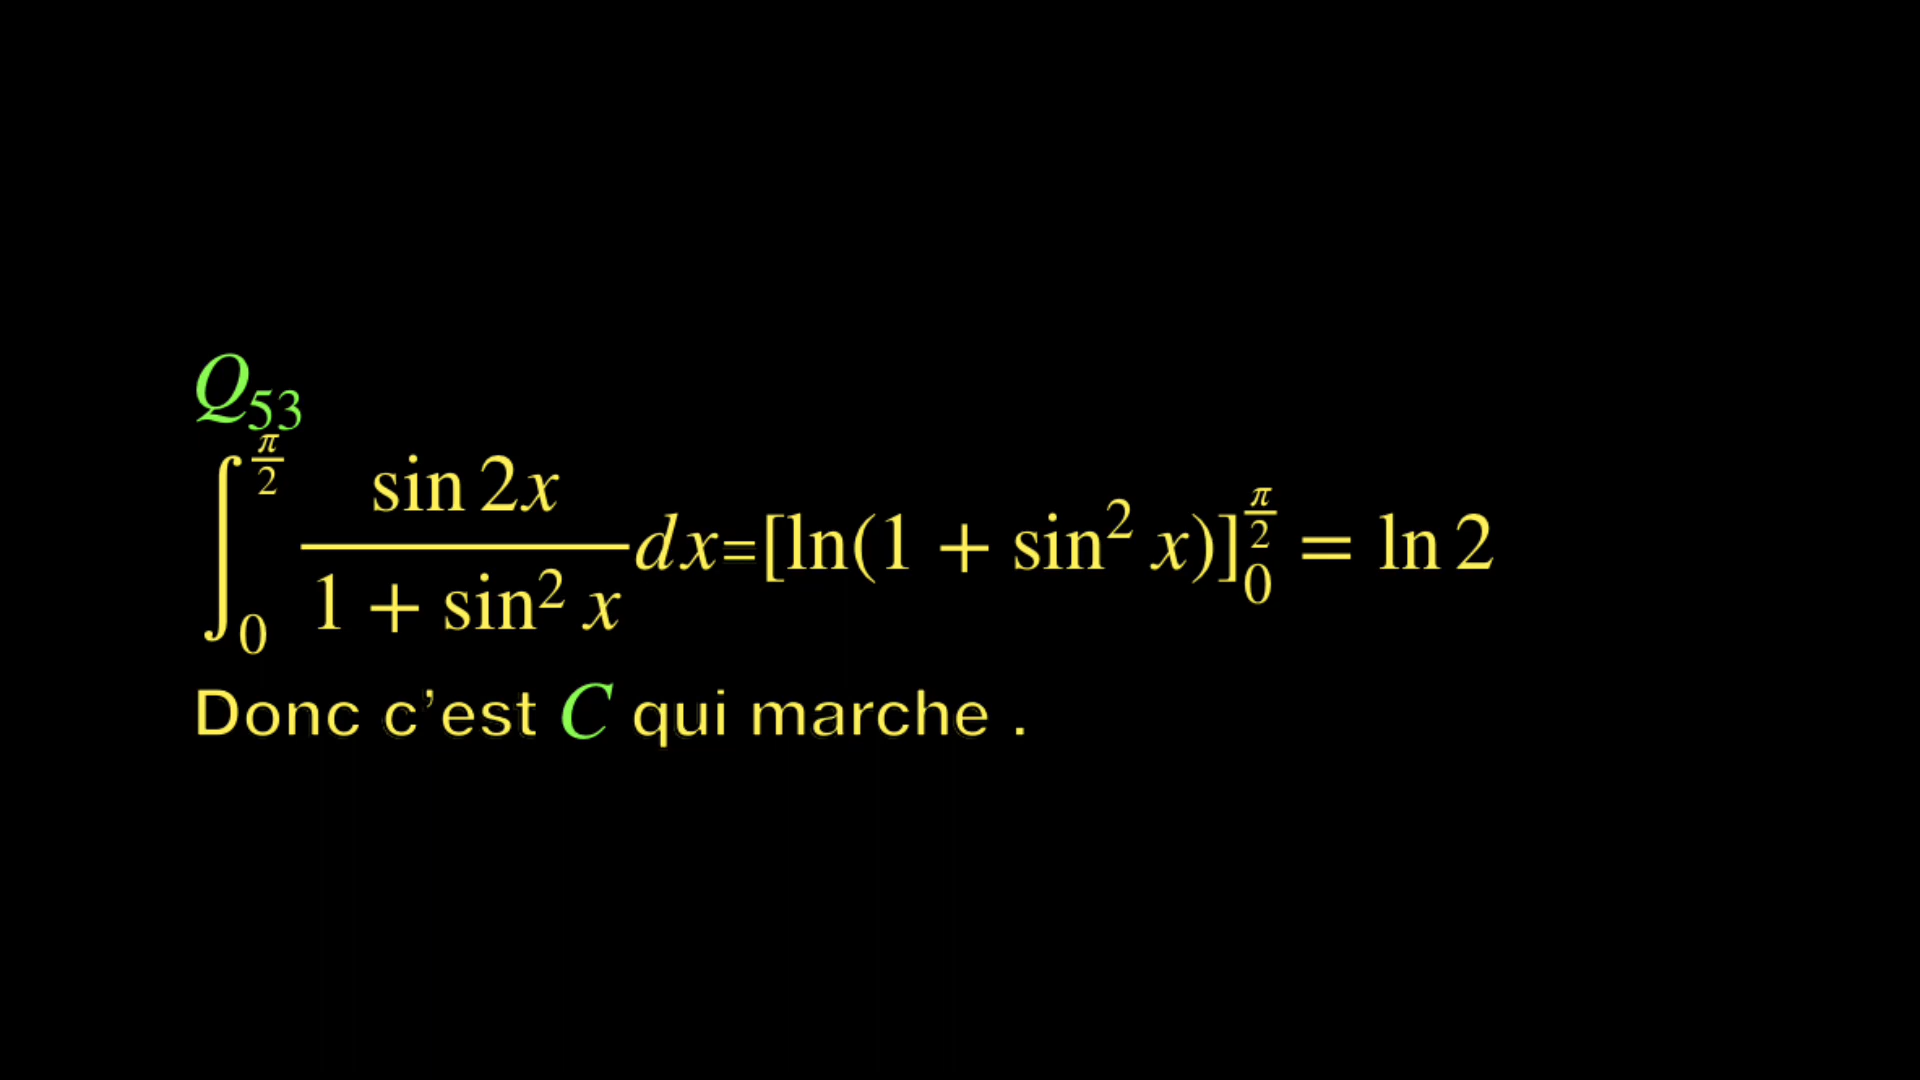 Q₅₃
∫₀^{π/2} \frac{sin 2x}{1 + sin² x} dx=[ln(1 + sin² x)]₀^{π/2} = ln 2
Donc c’est C qui marche .